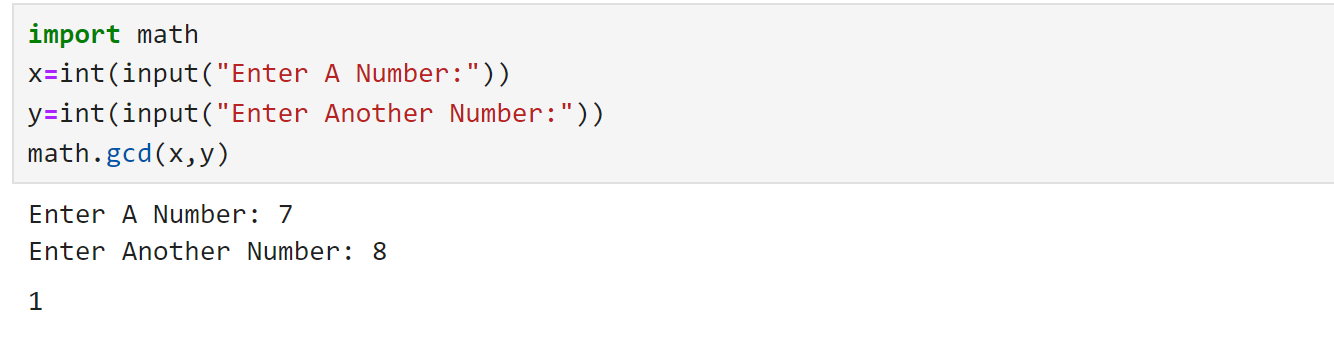 import math
x=int(input("Enter A Number:"))
y=int(input("Enter Another Number:"))
math.gcd(x,y)
Enter A Number: 7
Enter Another Number: 8
1